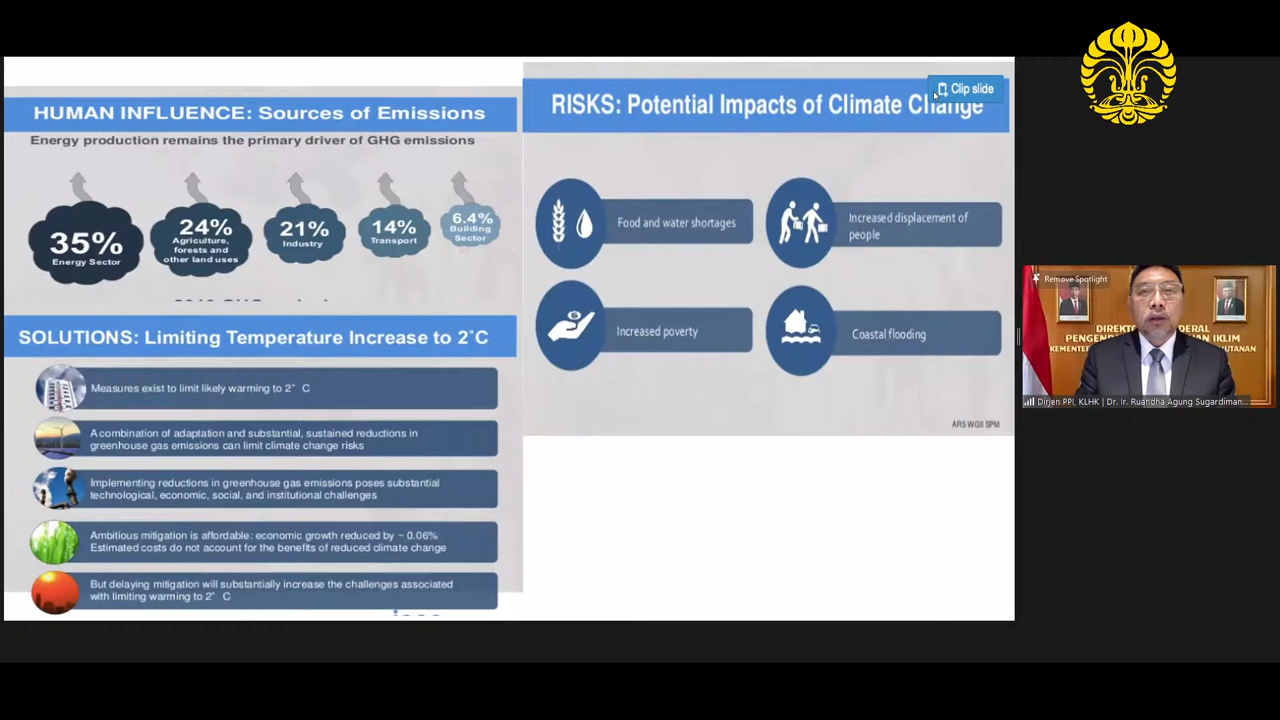 HUMAN INFLUENCE: Sources of Emissions
Energy production remains the primary driver of GHG emissions
35%
Energy Sector
24%
Agriculture,
forests and
other land uses
21%
Industry
14%
Transport
6.4%
Building
Sector
SOLUTIONS: Limiting Temperature Increase to 2˚C
Measures exist to limit likely warming to 2˚ C
A combination of adaptation and substantial, sustained reductions in
greenhouse gas emissions can limit climate change risks
Implementing reductions in greenhouse gas emissions poses substantial
technological, economic, social, and institutional challenges
Ambitious mitigation is affordable: economic growth reduced by ~ 0.06%
Estimated costs do not account for the benefits of reduced climate change
But delaying mitigation will substantially increase the challenges associated
with limiting warming to 2˚ C
RISKS: Potential Impacts of Climate Change
Clip slide
Food and water shortages
Increased displacement of
people
Increased poverty
Coastal flooding
AR5 WGII SPM
Remove Spotlight
Dirjen PPI, KLHK | Dr. Ir. Ruandha Agung Sugardiman...